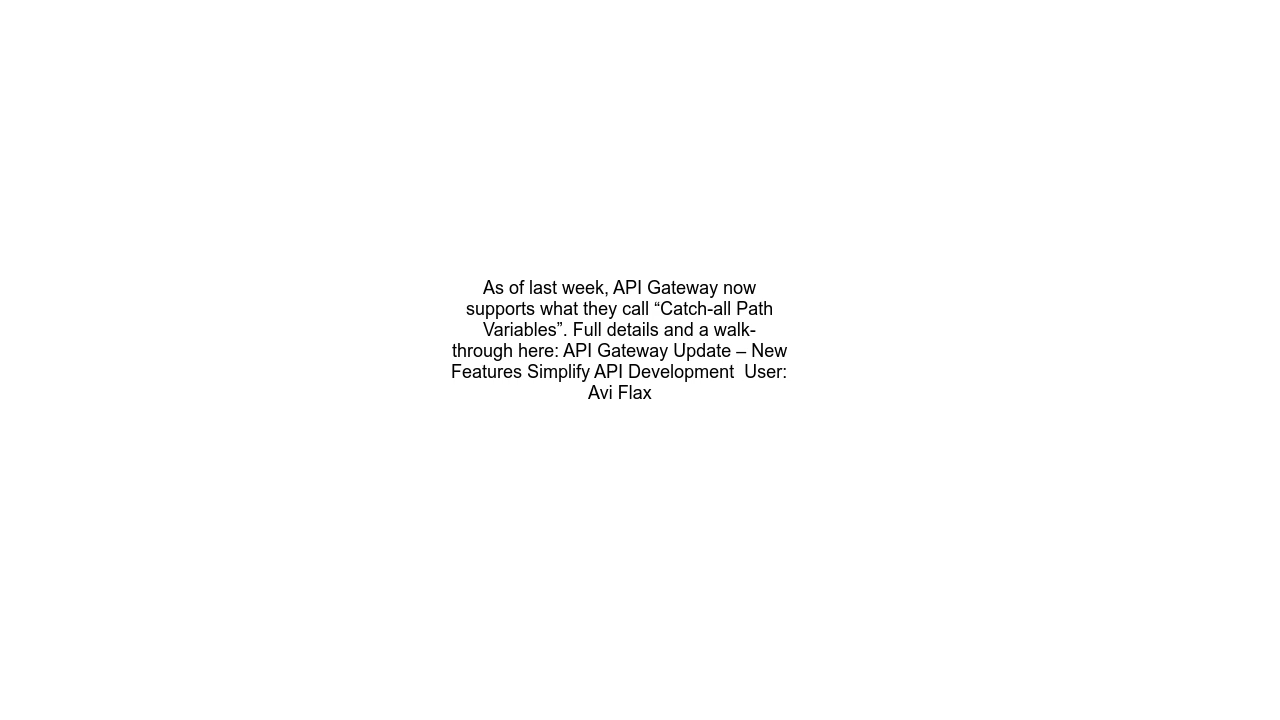 As of last week, API Gateway now
supports what they call “Catch-all Path
Variables”. Full details and a walk-
through here: API Gateway Update – New
Features Simplify API Development  User:
Avi Flax